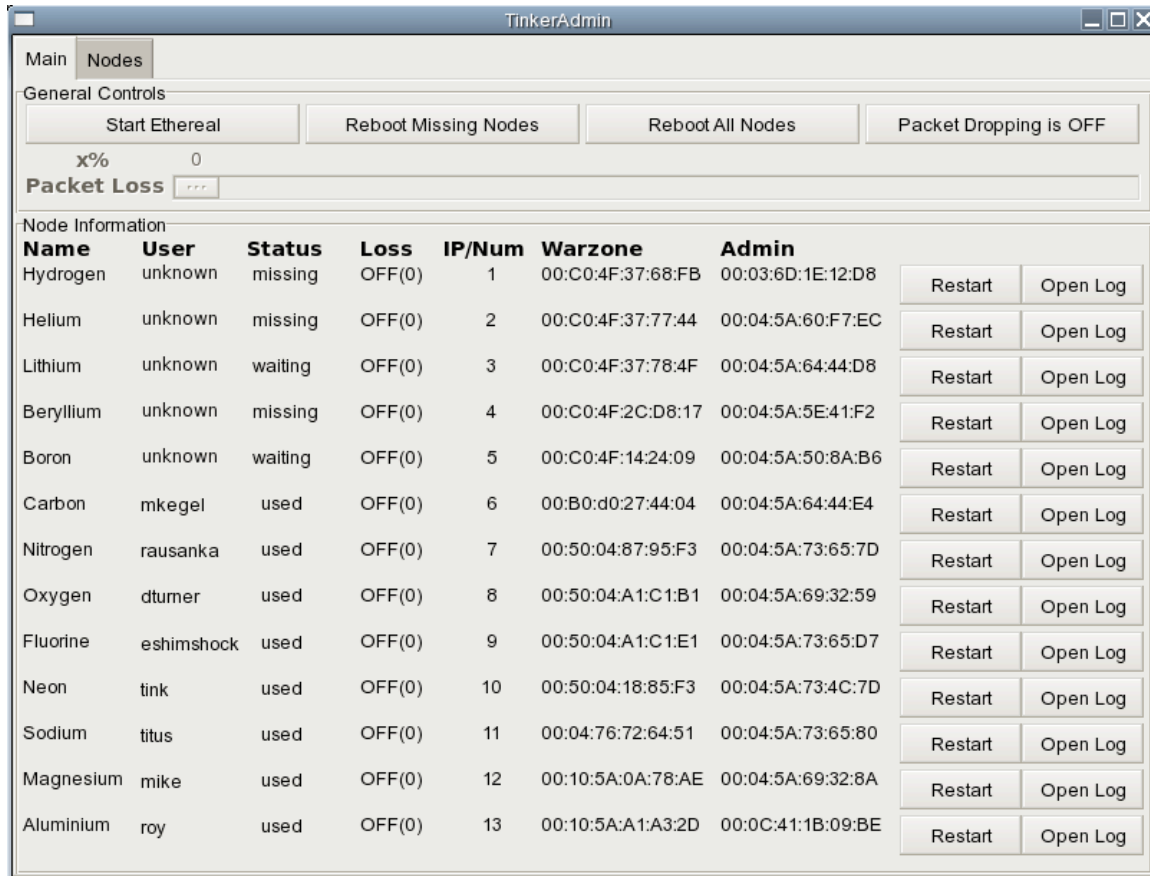 TinkerAdmin
Main Nodes
General Controls
Start Ethereal Reboot Missing Nodes Reboot All Nodes Packet Dropping is OFF
x% 0
Packet Loss
Node Information
Name User Status Loss IP/Num Warzone Admin
Hydrogen unknown missing OFF(0) 1 00:C0:4F:37:68:FB 00:03:6D:1E:12:D8 Restart Open Log
Helium unknown missing OFF(0) 2 00:C0:4F:37:77:44 00:04:5A:60:F7:EC Restart Open Log
Lithium unknown waiting OFF(0) 3 00:C0:4F:37:78:4F 00:04:5A:64:44:D8 Restart Open Log
Beryllium unknown missing OFF(0) 4 00:C0:4F:2C:D8:17 00:04:5A:5E:41:F2 Restart Open Log
Boron unknown waiting OFF(0) 5 00:C0:4F:14:24:09 00:04:5A:50:8A:B6 Restart Open Log
Carbon mkegel used OFF(0) 6 00:B0:d0:27:44:04 00:04:5A:64:44:E4 Restart Open Log
Nitrogen rausanka used OFF(0) 7 00:50:04:87:95:F3 00:04:5A:73:65:7D Restart Open Log
Oxygen dturner used OFF(0) 8 00:50:04:A1:C1:B1 00:04:5A:69:32:59 Restart Open Log
Fluorine eshimshock used OFF(0) 9 00:50:04:A1:C1:E1 00:04:5A:73:65:D7 Restart Open Log
Neon tink used OFF(0) 10 00:50:04:18:85:F3 00:04:5A:73:4C:7D Restart Open Log
Sodium titus used OFF(0) 11 00:04:76:72:64:51 00:04:5A:73:65:80 Restart Open Log
Magnesium mike used OFF(0) 12 00:10:5A:0A:78:AE 00:04:5A:69:32:8A Restart Open Log
Aluminium roy used OFF(0) 13 00:10:5A:A1:A3:2D 00:0C:41:1B:09:BE Restart Open Log